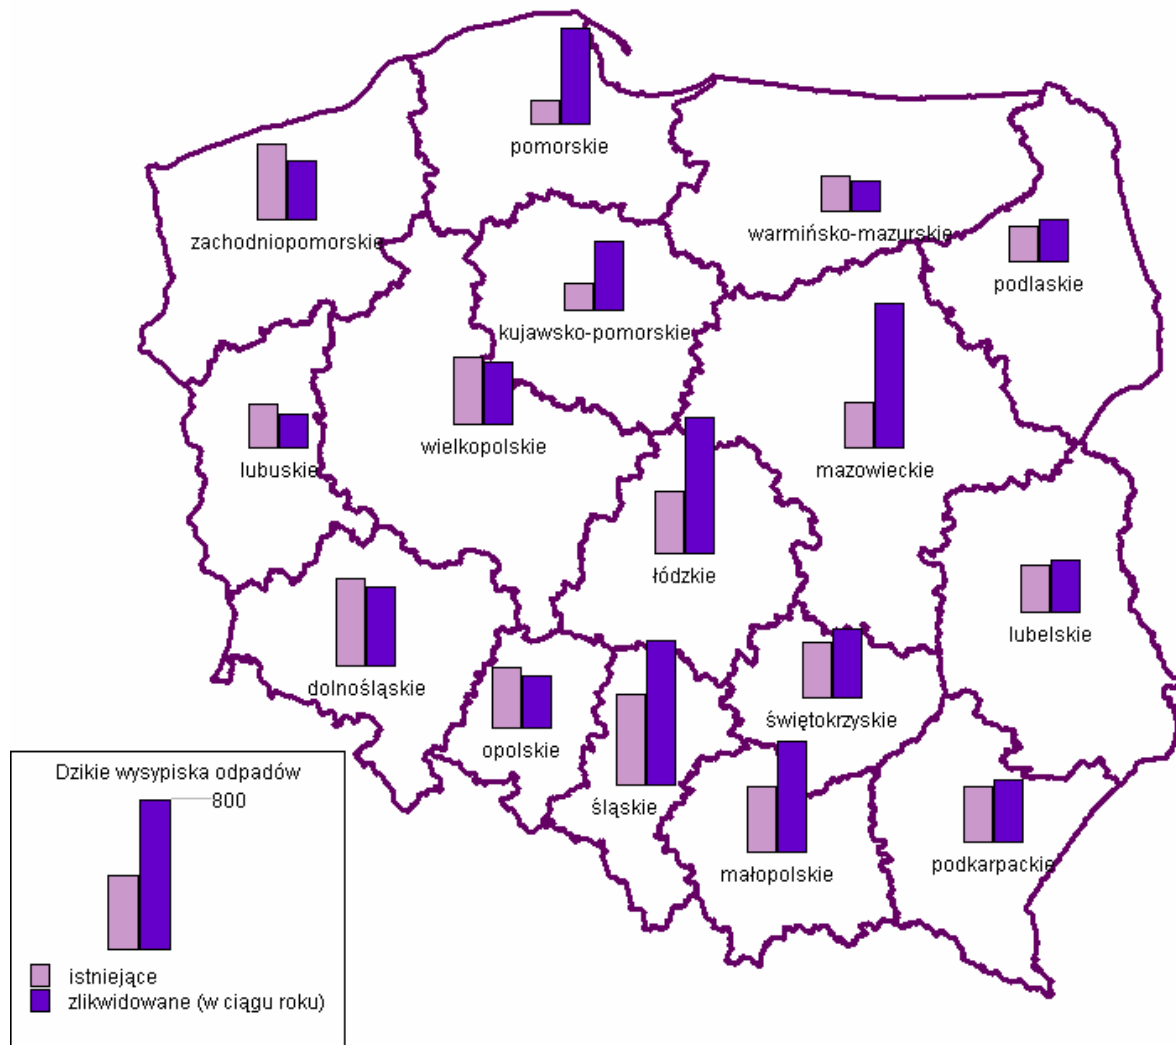 pomorskie
zachodniopomorskie
warmińsko-mazurskie
podlaskie
kujawsko-pomorskie
wielkopolskie
lubuskie
mazowieckie
łódzkie
lubelskie
dolnośląskie
świętokrzyskie
opolskie
śląskie
małopolskie
podkarpackie
Dzikie wysypiska odpadów
800
istniejące
zlikwidowane (w ciągu roku)